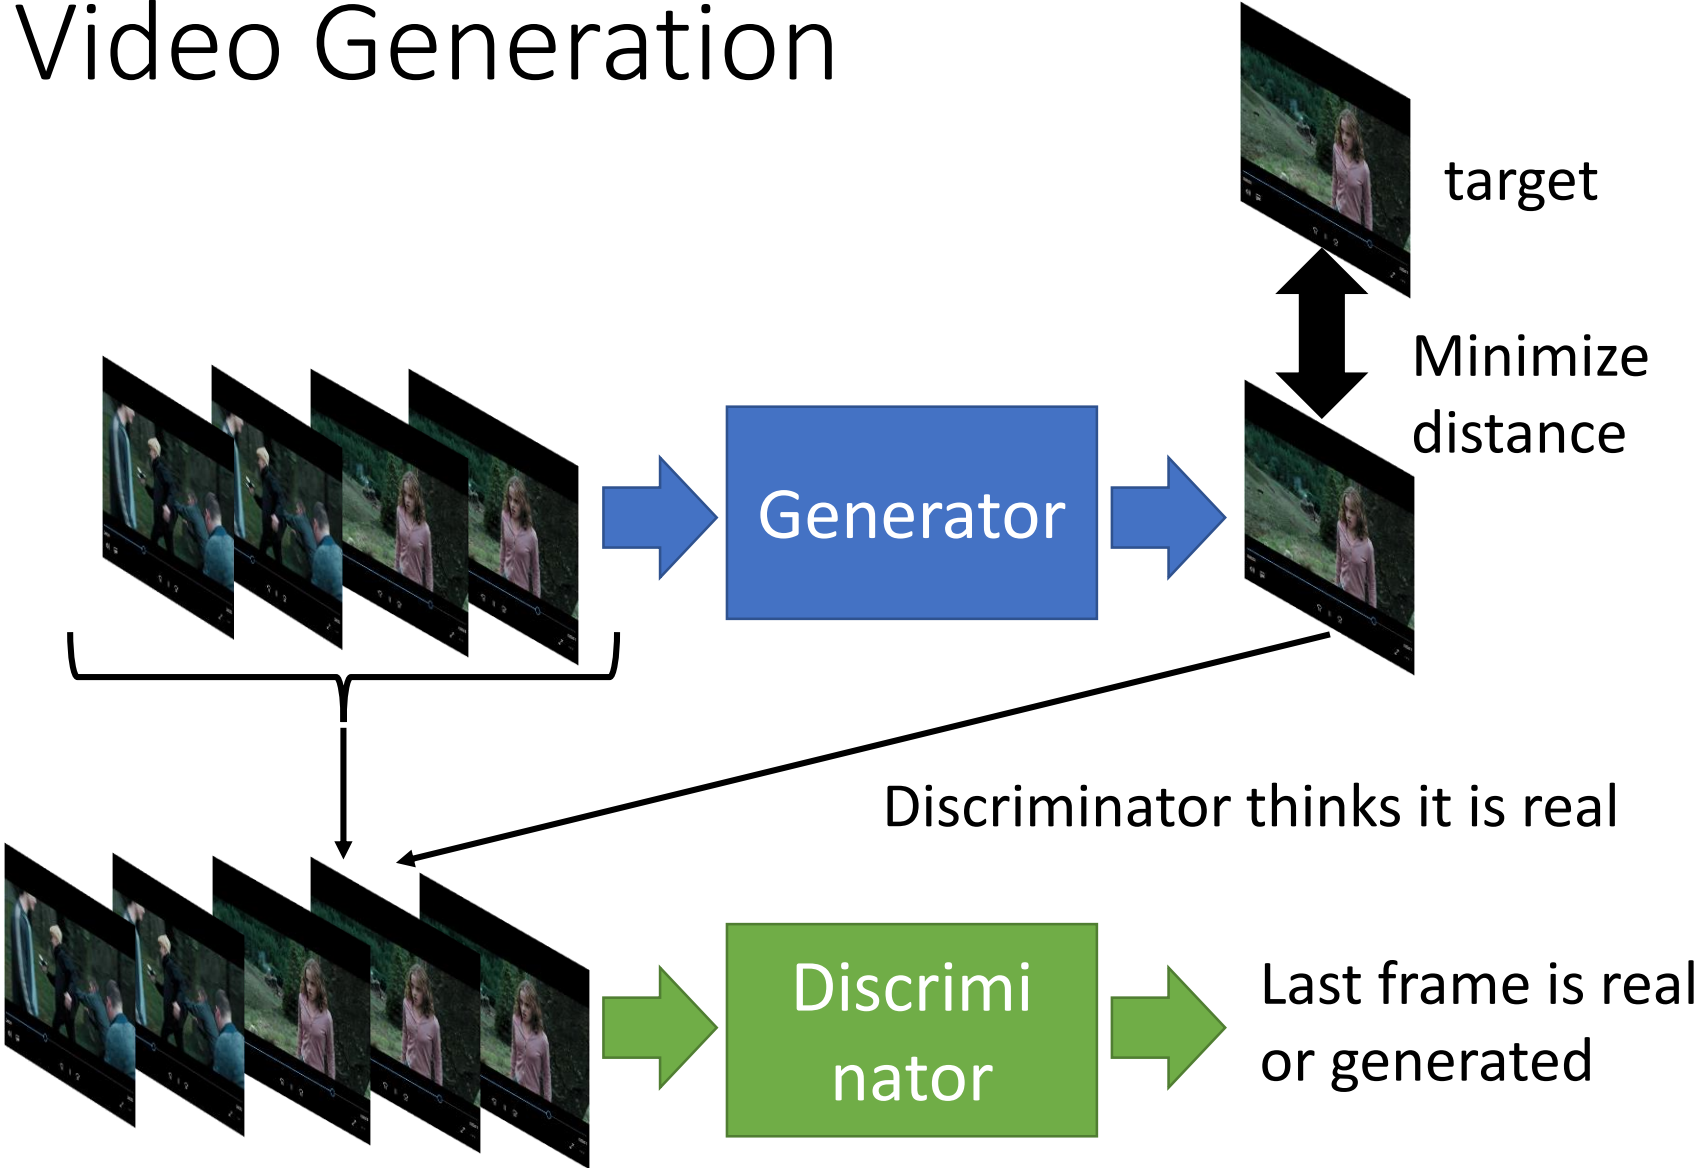 Video Generation
target
Minimize
distance
Generator
Discriminator thinks it is real
Discrimi
nator
Last frame is real
or generated